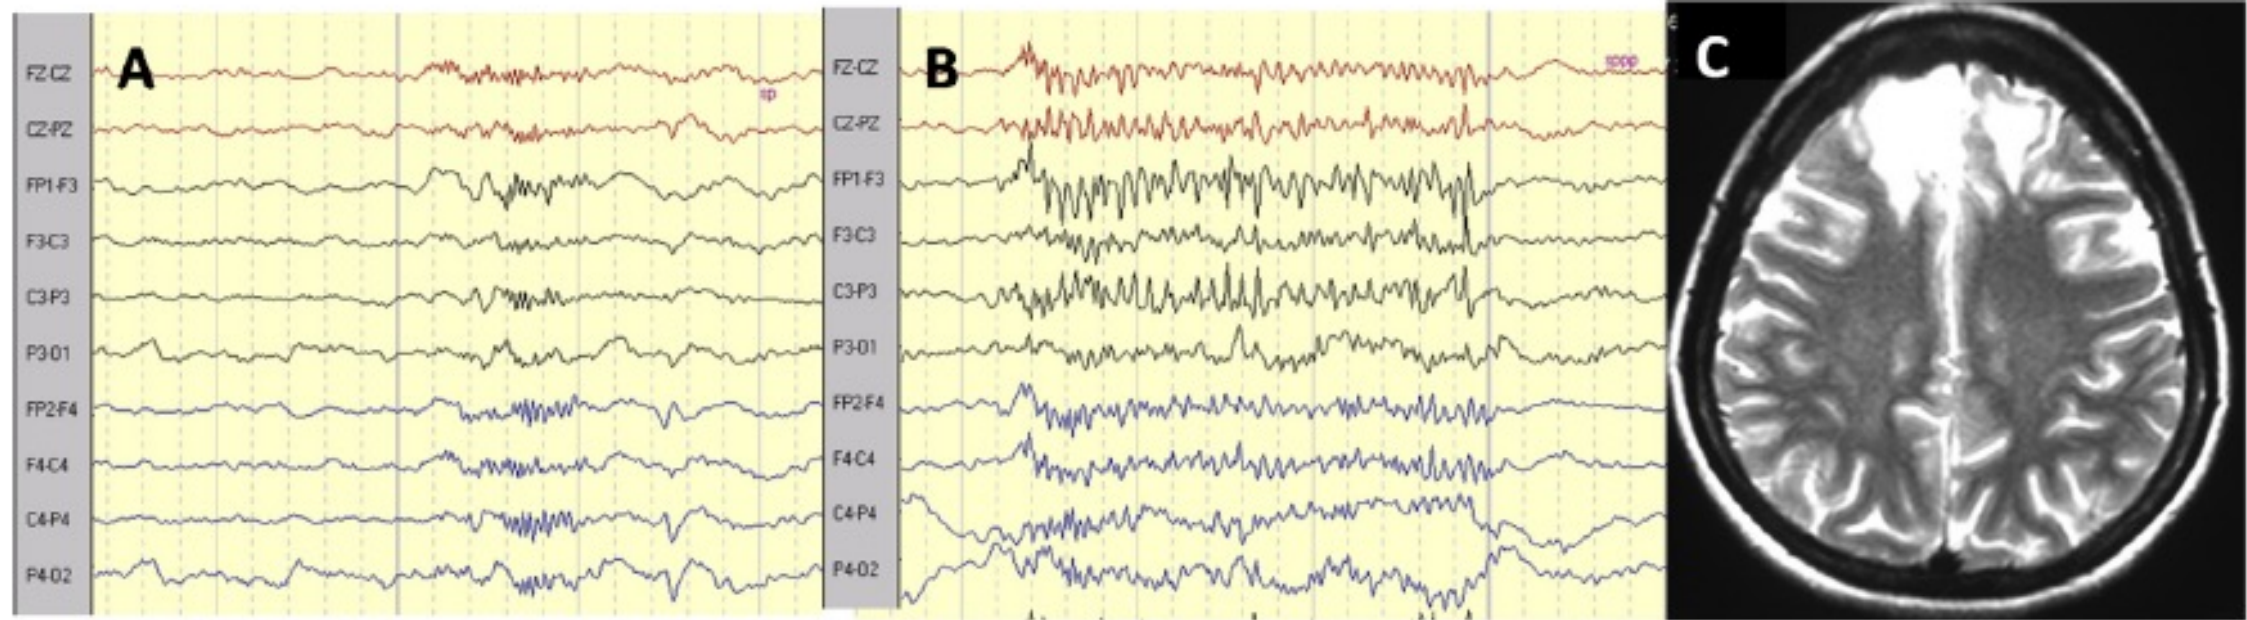 A
FZ-CZ
CZ-PZ
FP1-F3
F3-C3
C3-P3
P3-O1
FP2-F4
F4-C4
C4-P4
P4-O2
sp
B
FZ-CZ
CZ-PZ
FP1-F3
F3-C3
C3-P3
P3-O1
FP2-F4
F4-C4
C4-P4
P4-O2
sppp
C